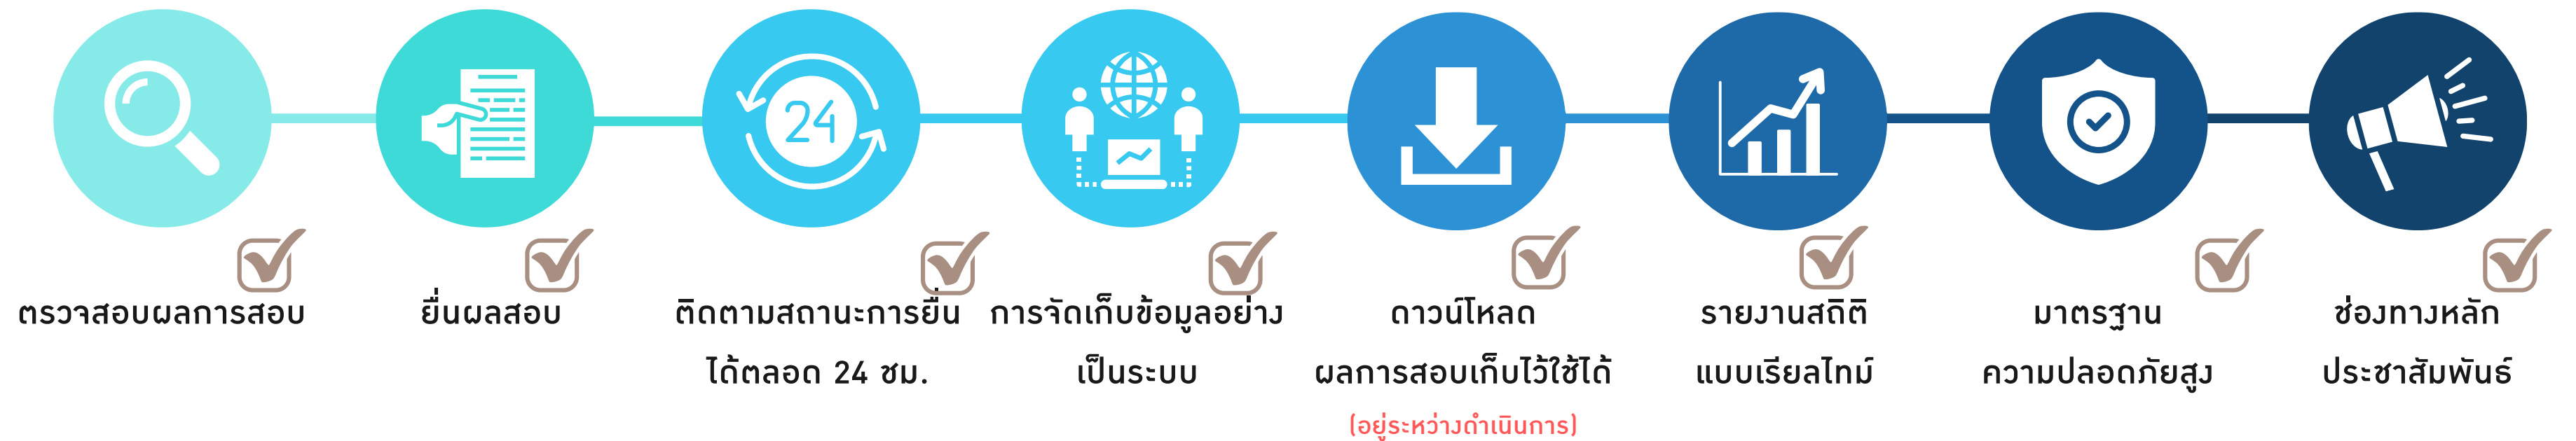 24
ตรวจสอบผลการสอบ
ยื่นผลสอบ
ติดตามสถานะการยื่น
ได้ตลอด 24 ชม.
การจัดเก็บข้อมูลอย่าง
เป็นระบบ
ดาวน์โหลด
ผลการสอบเก็บไว้ใช้ได้
(อยู่ระหว่างดำเนินการ)
รายงานสถิติ
แบบเรียลไทม์
มาตรฐาน
ความปลอดภัยสูง
ช่องทางหลัก
ประชาสัมพันธ์